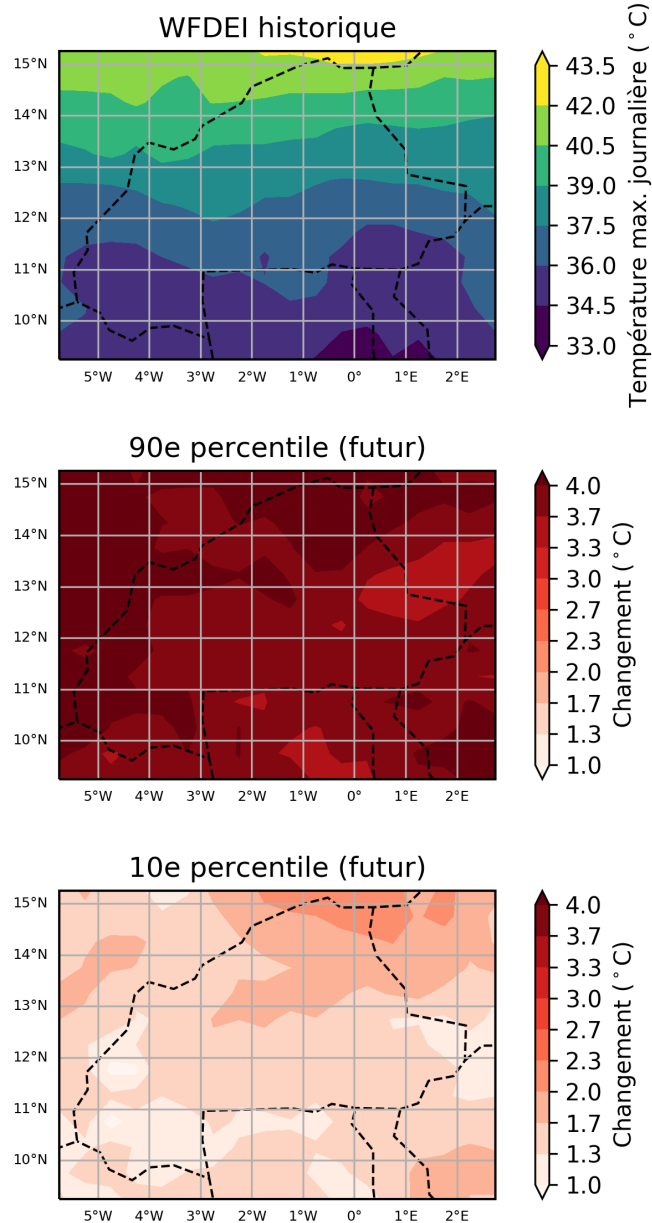 WFDEI historique
15°N
14°N
13°N
12°N
11°N
10°N
5°W 4°W 3°W 2°W 1°W 0° 1°E 2°E
43.5
42.0
40.5
39.0
37.5
36.0
34.5
33.0
Température max. journalière (°C)
90e percentile (futur)
15°N
14°N
13°N
12°N
11°N
10°N
5°W 4°W 3°W 2°W 1°W 0° 1°E 2°E
4.0
3.7
3.3
3.0
2.7
2.3
2.0
1.7
1.3
1.0
Changement (°C)
10e percentile (futur)
15°N
14°N
13°N
12°N
11°N
10°N
5°W 4°W 3°W 2°W 1°W 0° 1°E 2°E
4.0
3.7
3.3
3.0
2.7
2.3
2.0
1.7
1.3
1.0
Changement (°C)